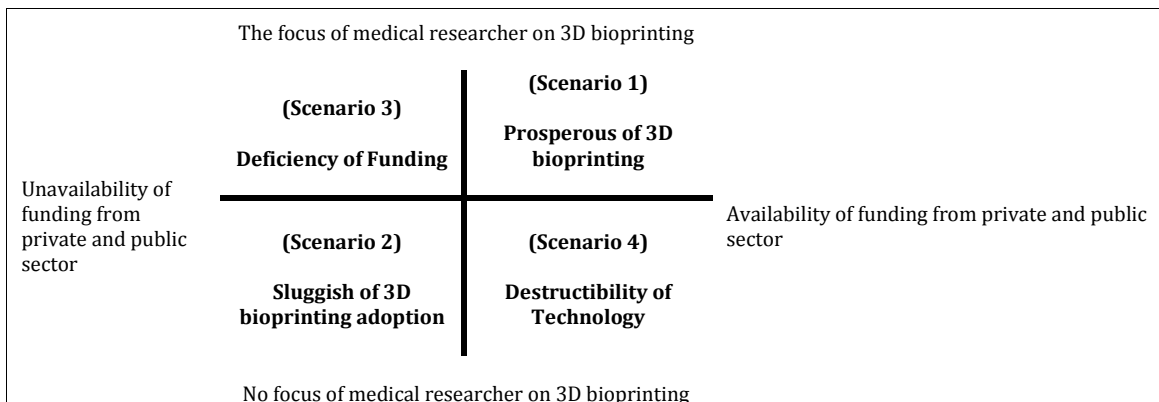 The focus of medical researcher on 3D bioprinting
(Scenario 3)
Deficiency of Funding
(Scenario 1)
Prosperous of 3D
bioprinting
Unavailability of
funding from
private and public
sector
Availability of funding from private and public
sector
(Scenario 2)
Sluggish of 3D
bioprinting adoption
(Scenario 4)
Destructibility of
Technology
No focus of medical researcher on 3D bioprinting